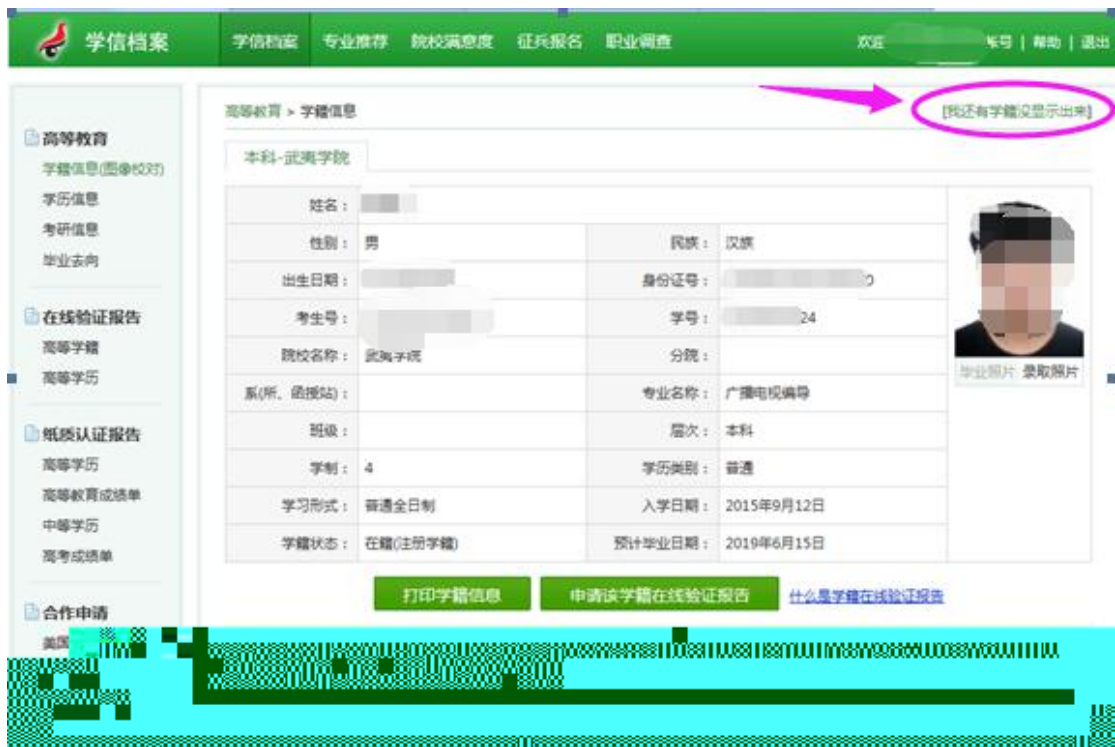 学信档案
学信档案 专业推荐 院校满意度 征兵报名 职业调查
欢迎 帐号 | 帮助 | 退出
高等教育 > 学籍信息
[我还有学籍没显示出来]
高等教育
学籍信息(图像校对)
学历信息
考研信息
毕业去向
在线验证报告
高等学籍
高等学历
纸质认证报告
高等学历
高等教育成绩单
中等学历
高考成绩单
合作申请
美国
本科-武夷学院
姓名：
性别： 男 民族： 汉族
出生日期： 身份证号：
考生号： 学号： 24
院校名称： 武夷学院 分院：
系(所、函授站)： 专业名称： 广播电视编导
班级： 层次： 本科
学制： 4 学历类别： 普通
学习形式： 普通全日制 入学日期： 2015年9月12日
学籍状态： 在籍(注册学籍) 预计毕业日期： 2019年6月15日
毕业照片 录取照片
打印学籍信息 申请该学籍在线验证报告 什么是学籍在线验证报告